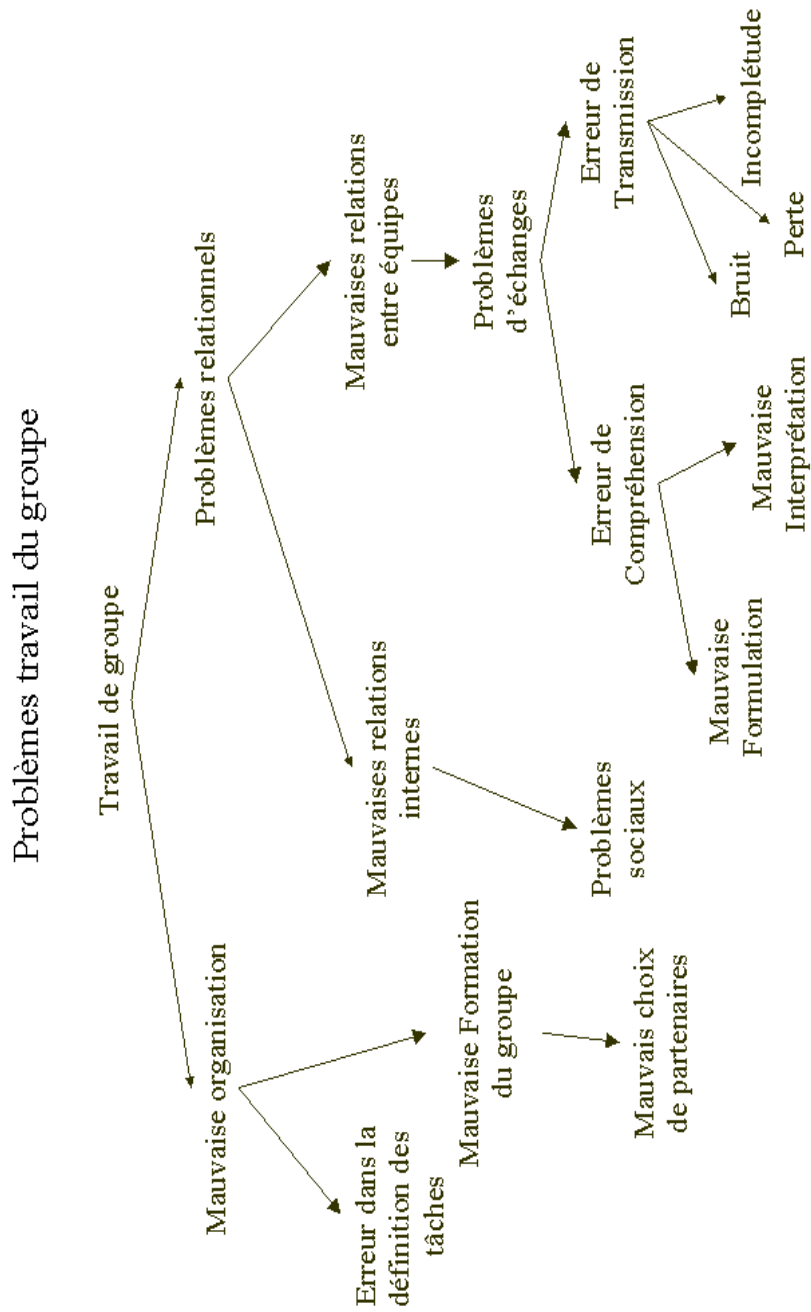 Problèmes travail du groupe
Travail de groupe
Mauvaise organisation
Problèmes relationnels
Erreur dans la
définition des
tâches
Mauvaise Formation
du groupe
Mauvaises relations
internes
Mauvaises relations
entre équipes
Mauvais choix
de partenaires
Problèmes
sociaux
Problèmes
d'échanges
Erreur de
Compréhension
Erreur de
Transmission
Mauvaise
Formulation
Mauvaise
Interprétation
Bruit
Perte
Incomplétude